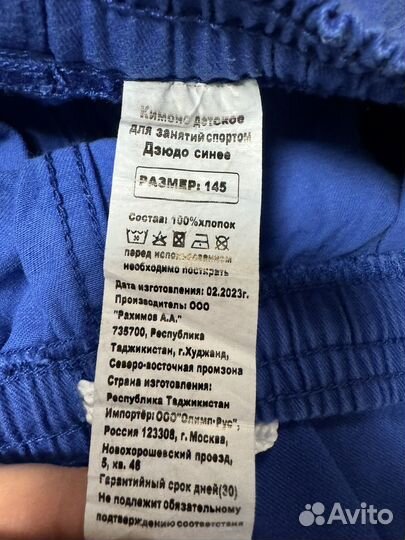 Кимоно детское
для занятий спортом
Дзюдо синее
РАЗМЕР: 145
Состав: 100%хлопок
30
перед использованием
необходимо постирать
Дата изготовления: 02.2023г.
Производитель: ООО
"Рахимов А.А."
735700, Республика
Таджикистан, г.Худжанд,
Северо-восточная промзона
Страна изготовления:
Республика Таджикистан
Импортёр: ООО"Олимп-Рус",
Россия 123308, г. Москва,
Новохорошевский проезд,
5, кв. 46
Гарантийный срок дней(30)
Не подлежит обязательному
подтверждению соответствия
Avito